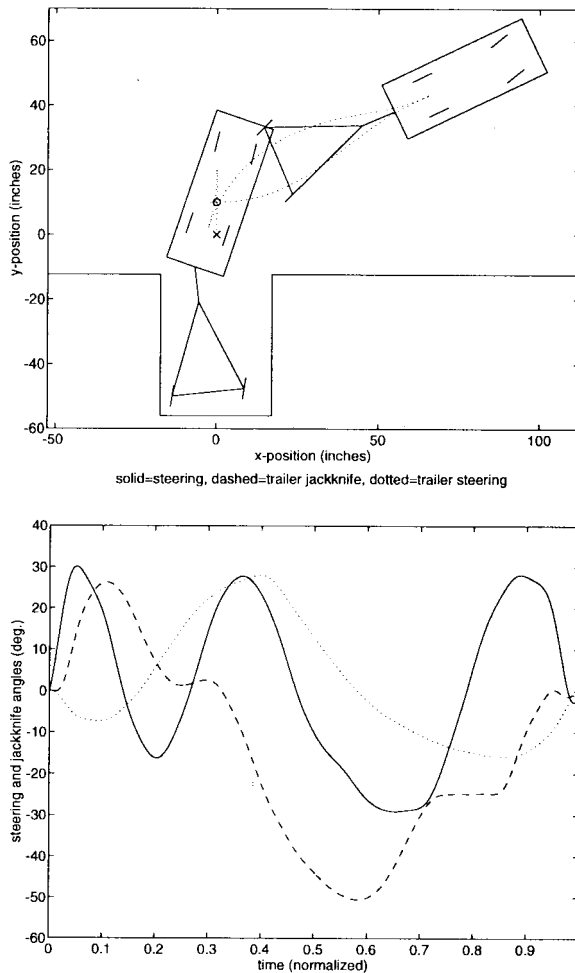 60
40
20
0
-20
-40
-60
y-position (inches)
-50 0 50 100
x-position (inches)
solid=steering, dashed=trailer jackknife, dotted=trailer steering
40
30
20
10
0
-10
-20
-30
-40
-50
-60
steering and jackknife angles (deg.)
0 0.1 0.2 0.3 0.4 0.5 0.6 0.7 0.8 0.9
time (normalized)